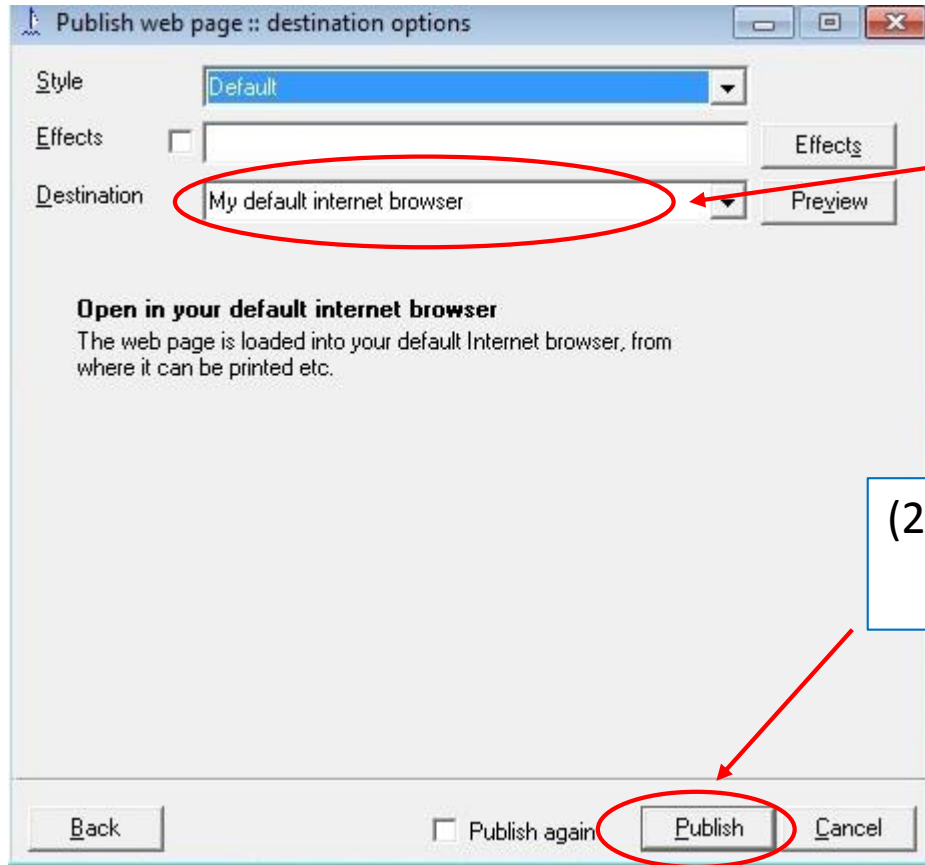 Publish web page :: destination options
Style Default
Effects Effects
Destination My default internet browser Preview
Open in your default internet browser
The web page is loaded into your default Internet browser, from
where it can be printed etc.
(2
Back Publish again Publish Cancel